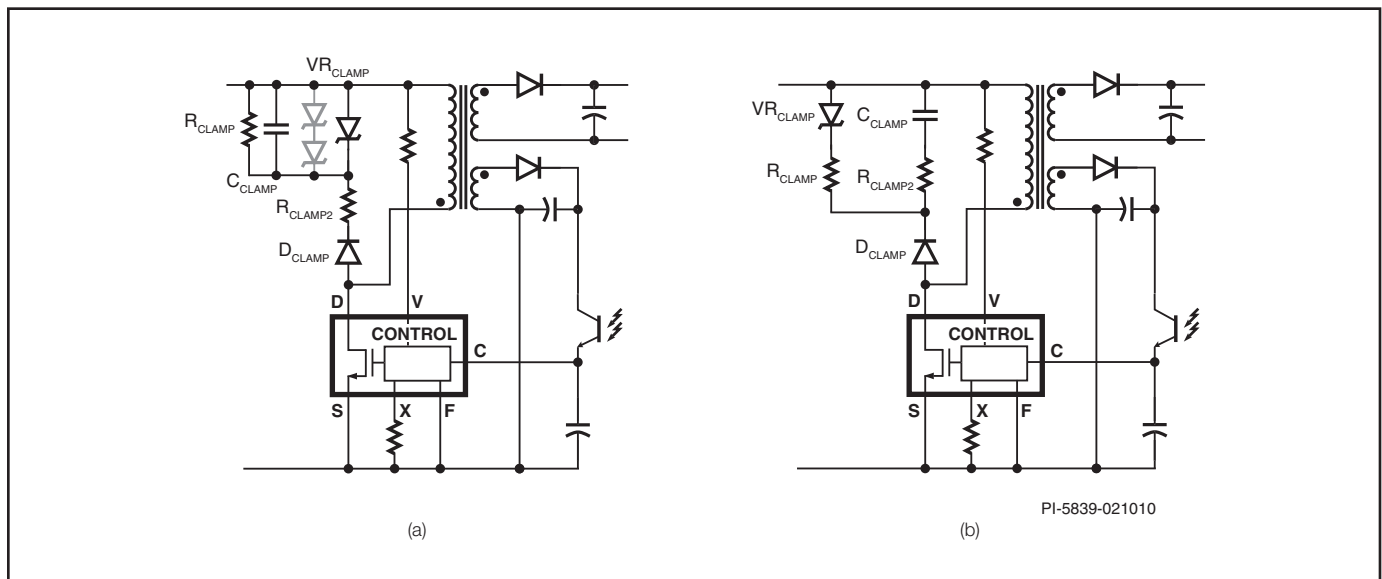 VR_CLAMP
R_CLAMP
C_CLAMP
R_CLAMP2
D_CLAMP
D
V
CONTROL
C
S
X
F
(a)
VR_CLAMP
C_CLAMP
R_CLAMP
R_CLAMP2
D_CLAMP
D
V
CONTROL
C
S
X
F
PI-5839-021010
(b)